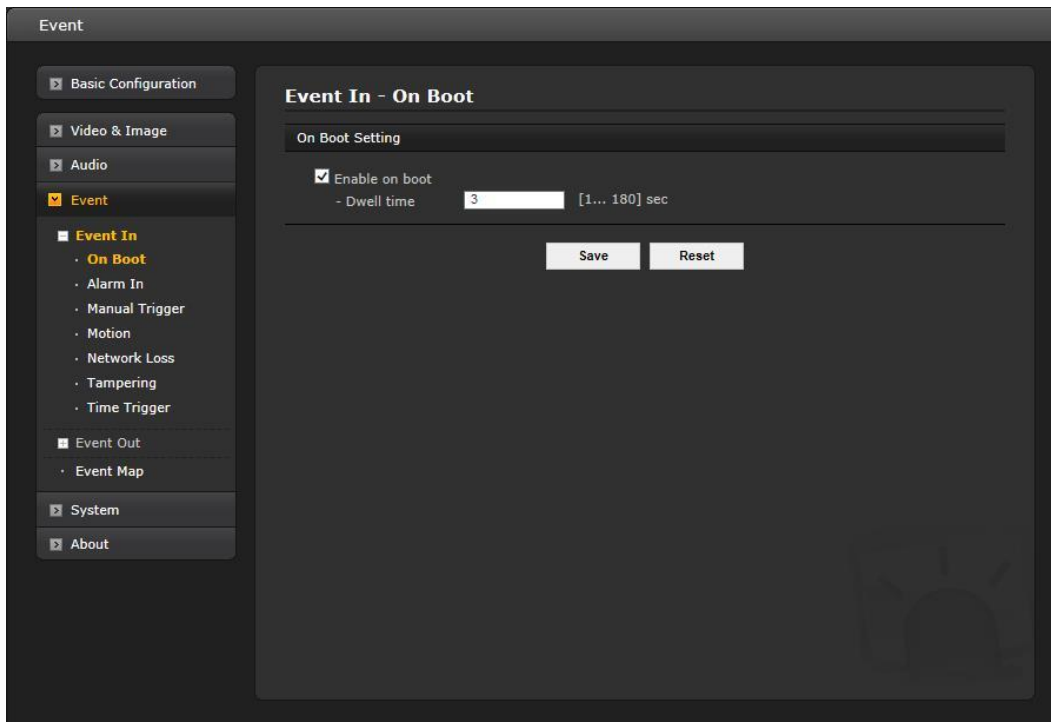 Event
Basic Configuration
Video & Image
Audio
Event
Event In
· On Boot
· Alarm In
· Manual Trigger
· Motion
· Network Loss
· Tampering
· Time Trigger
Event Out
· Event Map
System
About
Event In - On Boot
On Boot Setting
Enable on boot
- Dwell time 3 [1... 180] sec
Save Reset